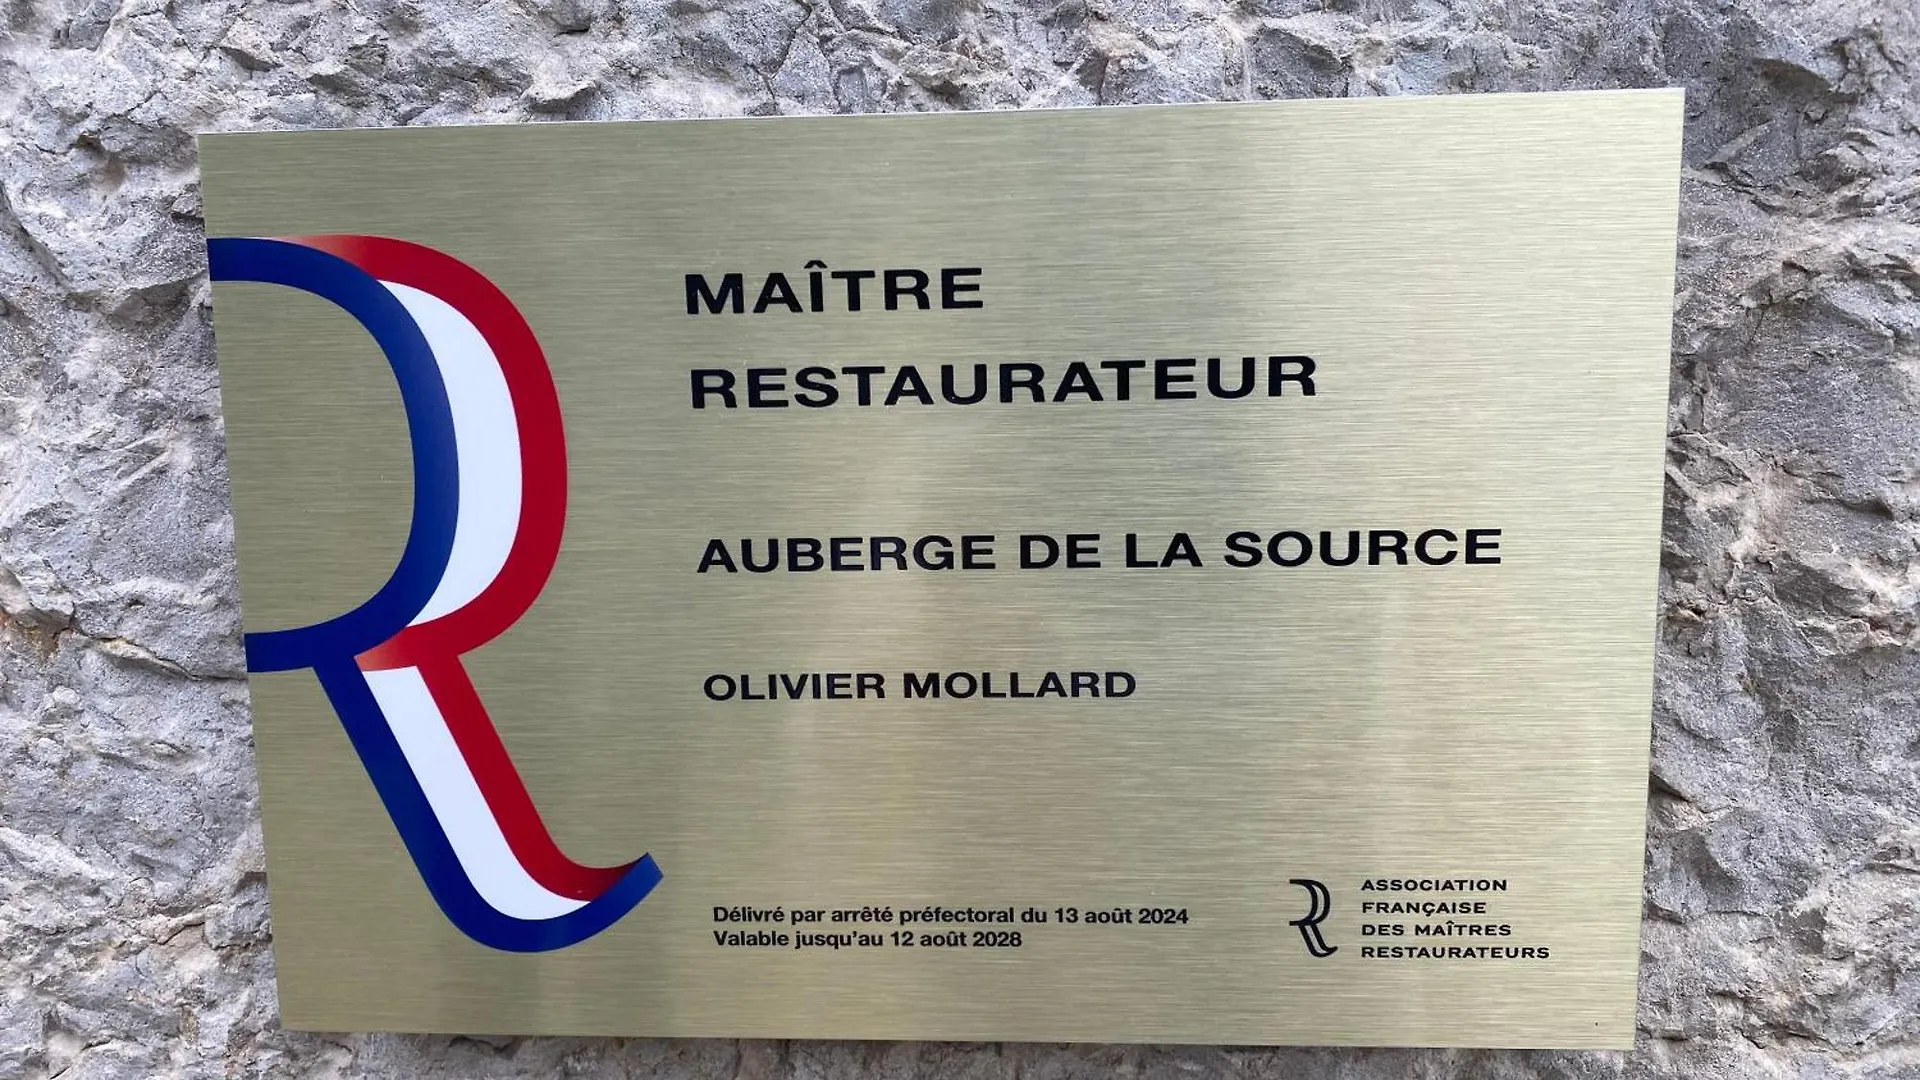 MAÎTRE
RESTAURATEUR
AUBERGE DE LA SOURCE
OLIVIER MOLLARD
Délivré par arrêté préfectoral du 13 août 2024
Valable jusqu'au 12 août 2028
ASSOCIATION
FRANÇAISE
DES MAÎTRES
RESTAURATEURS